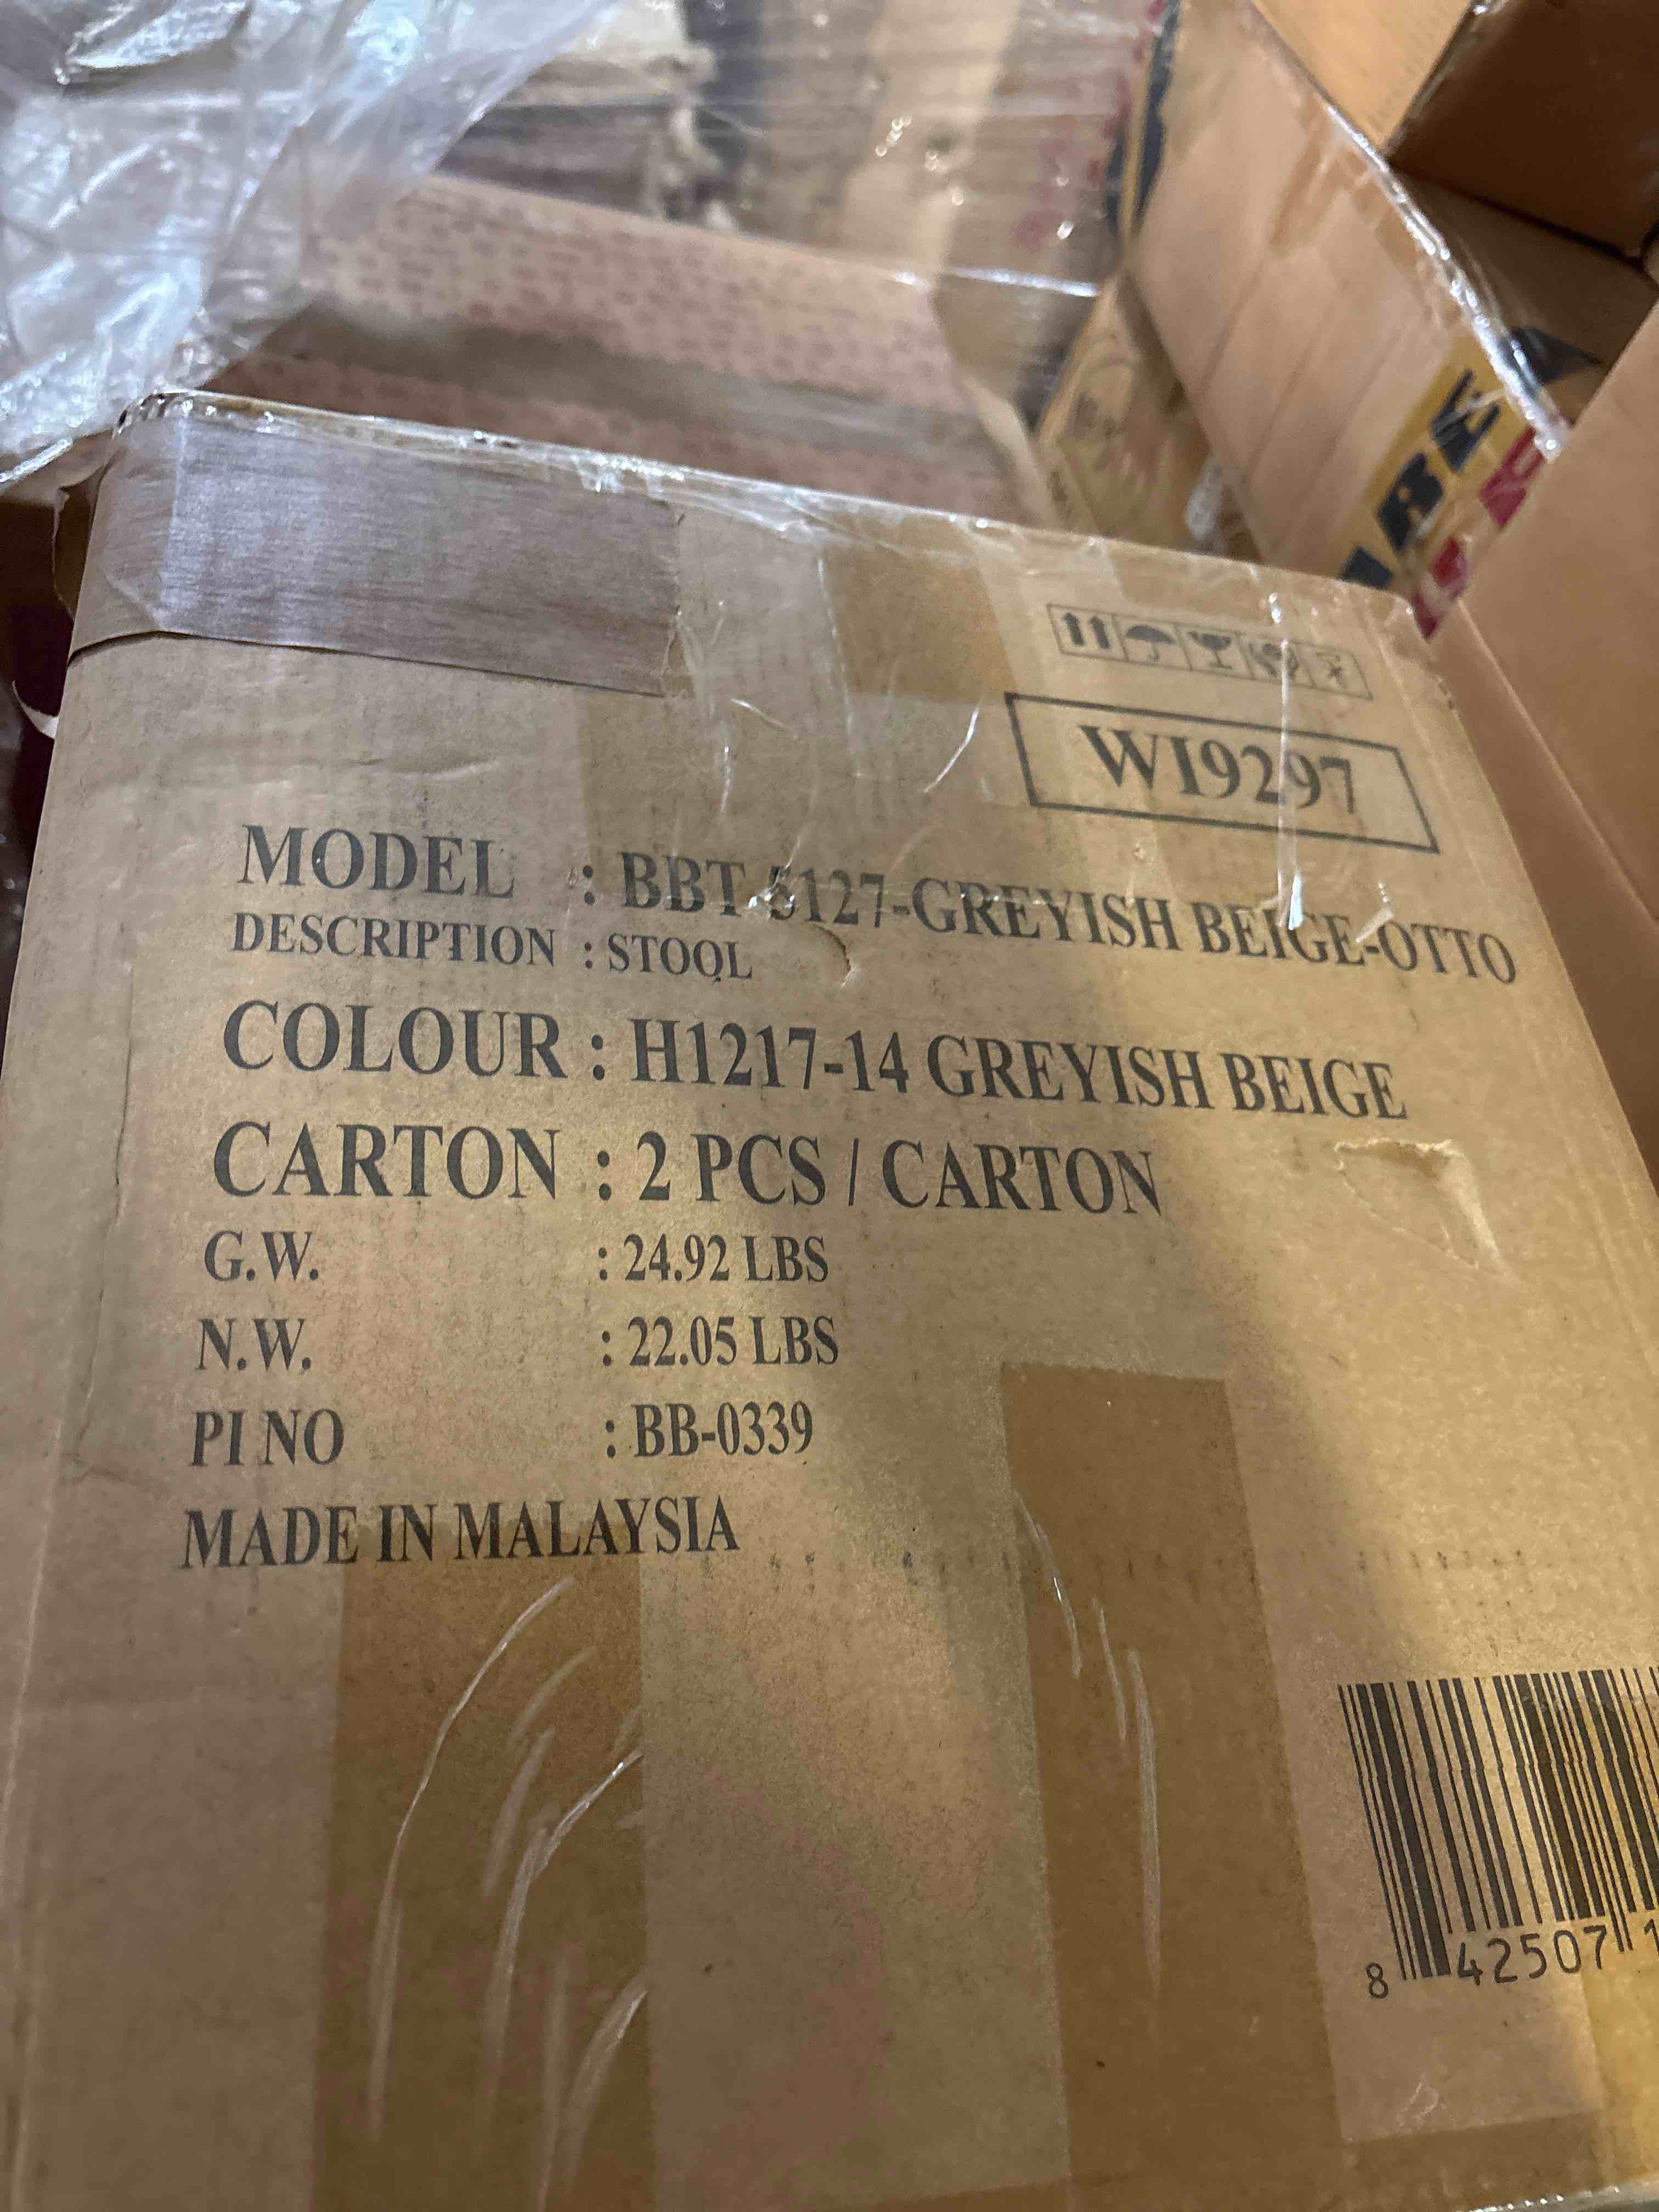 WI9297
MODEL : BBT-5127-GREYISH BEIGE-OTTO
DESCRIPTION : STOOL
COLOUR : H1217-14 GREYISH BEIGE
CARTON : 2 PCS / CARTON
G.W. : 24.92 LBS
N.W. : 22.05 LBS
PI NO : BB-0339
MADE IN MALAYSIA
8 42507 1